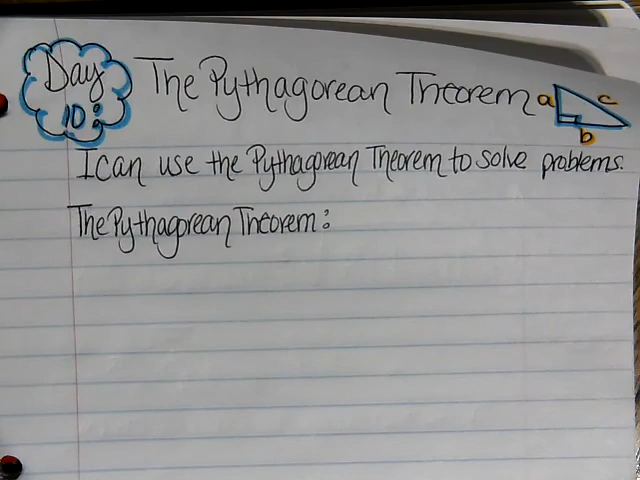 Day
10:
The Pythagorean Theorem
a
c
b
I can use the Pythagorean Theorem to solve problems.
The Pythagorean Theorem: